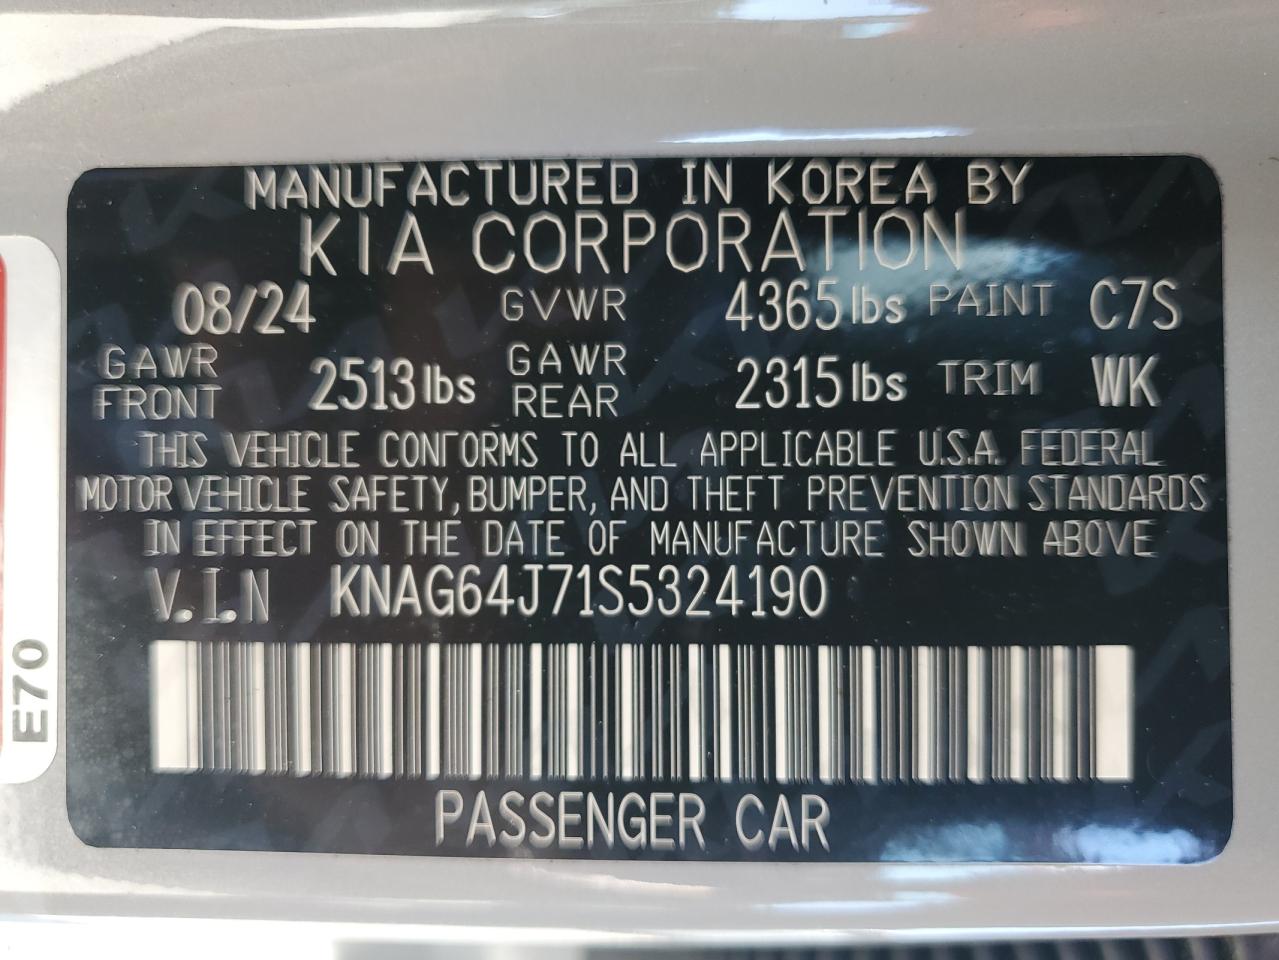 MANUFACTURED IN KOREA BY
KIA CORPORATION
08/24 GVWR 4365 lbs PAINT C7S
GAWR FRONT 2513 lbs GAWR REAR 2315 lbs TRIM WK
THIS VEHICLE CONFORMS TO ALL APPLICABLE U.S.A. FEDERAL
MOTOR VEHICLE SAFETY, BUMPER, AND THEFT PREVENTION STANDARDS
IN EFFECT ON THE DATE OF MANUFACTURE SHOWN ABOVE
V.I.N KNAG64J71S5324190
PASSENGER CAR
E70